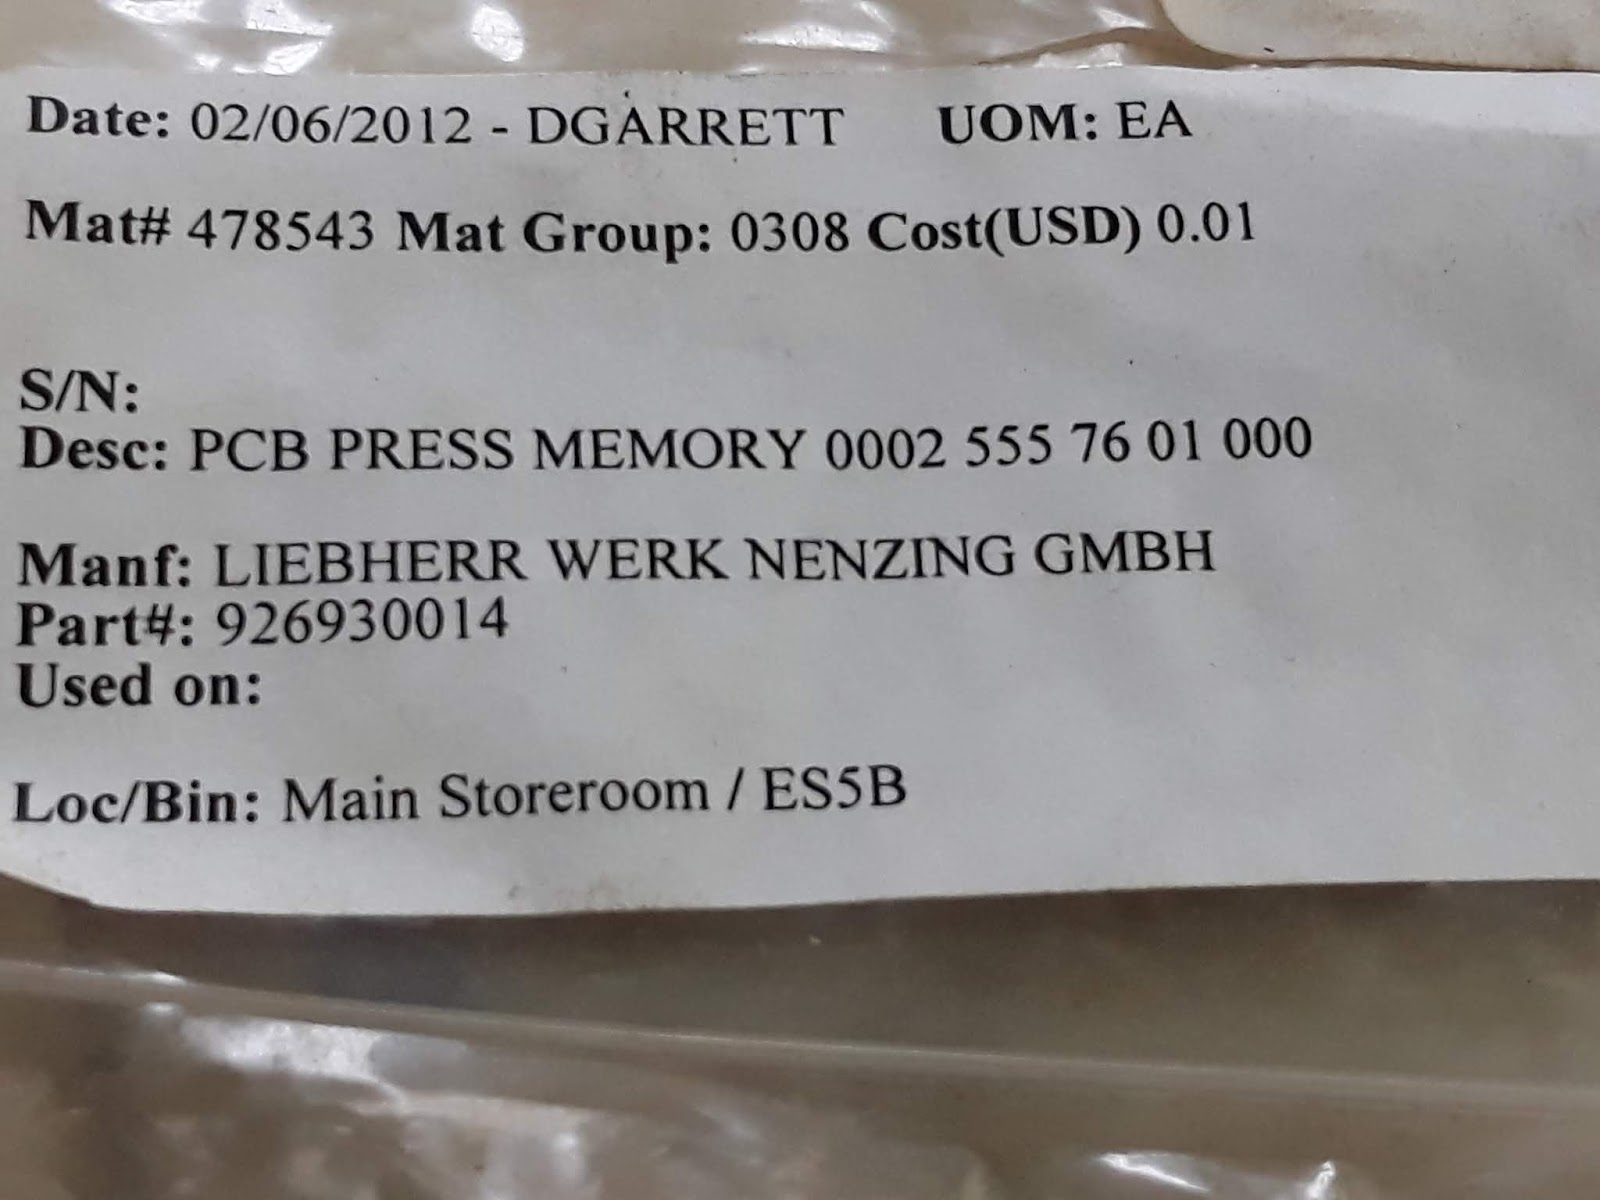 Date: 02/06/2012 - DGARRETT UOM: EA
Mat# 478543 Mat Group: 0308 Cost(USD) 0.01
S/N:
Desc: PCB PRESS MEMORY 0002 555 76 01 000
Manf: LIEBHERR WERK NENZING GMBH
Part#: 926930014
Used on:
Loc/Bin: Main Storeroom / ES5B